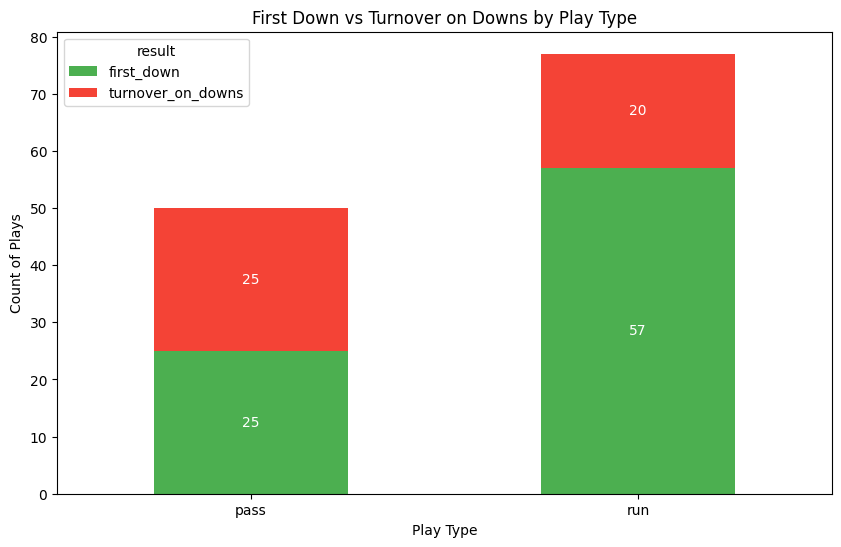 First Down vs Turnover on Downs by Play Type
result
first_down
turnover_on_downs
80
70
60
50
40
30
20
10
0
Count of Plays
25
25
20
57
pass
run
Play Type